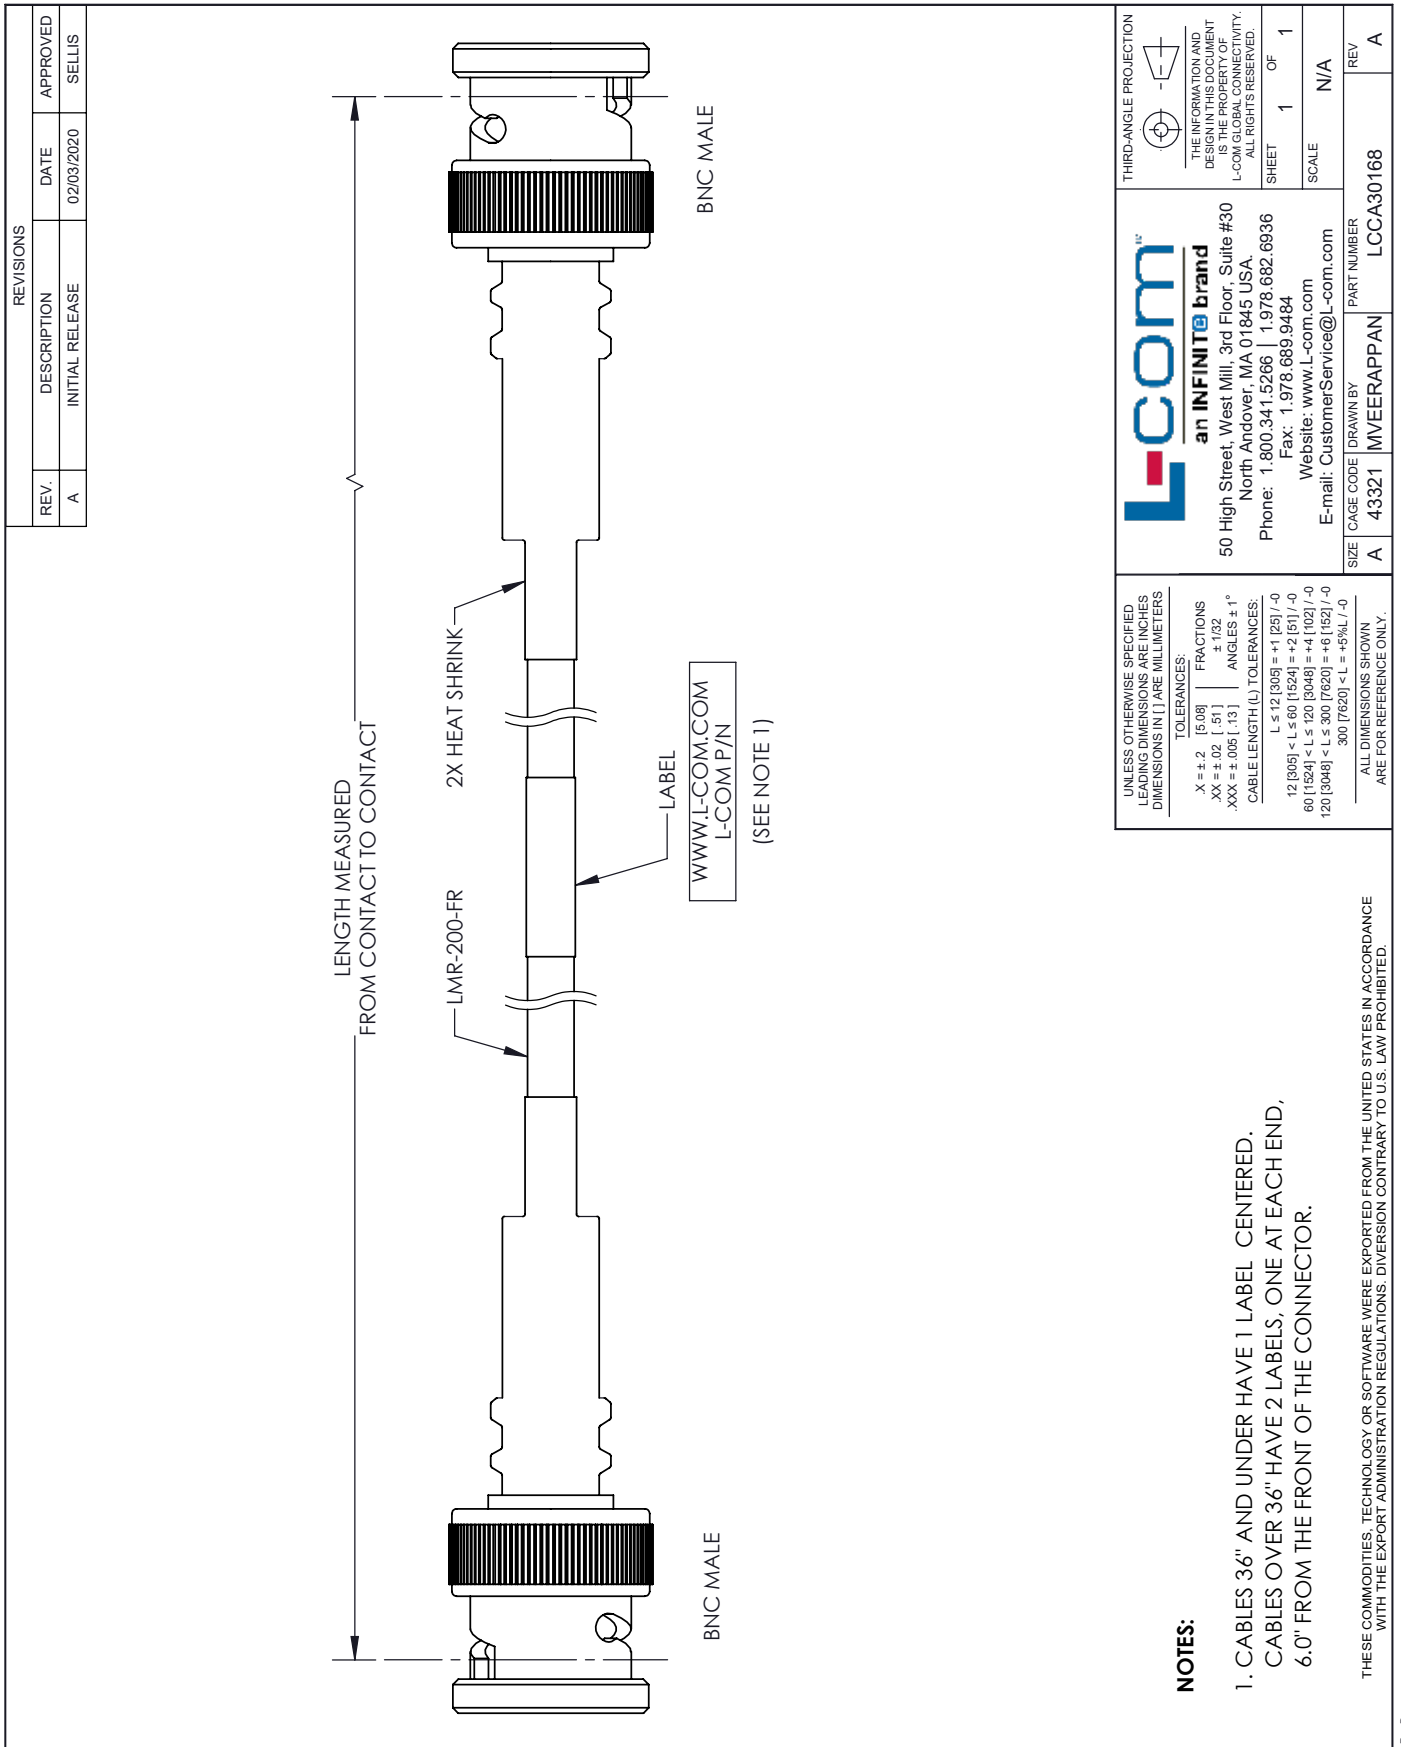 REVISIONS
REV. DESCRIPTION DATE APPROVED
A INITIAL RELEASE 02/03/2020 SELLIS
LENGTH MEASURED
FROM CONTACT TO CONTACT
LMR-200-FR
2X HEAT SHRINK
LABEL
WWW.L-COM.COM
L-COM P/N
(SEE NOTE 1)
BNC MALE
BNC MALE
NOTES:
1. CABLES 36" AND UNDER HAVE 1 LABEL CENTERED.
CABLES OVER 36" HAVE 2 LABELS, ONE AT EACH END,
6.0" FROM THE FRONT OF THE CONNECTOR.
THESE COMMODITIES, TECHNOLOGY OR SOFTWARE WERE EXPORTED FROM THE UNITED STATES IN ACCORDANCE
WITH THE EXPORT ADMINISTRATION REGULATIONS. DIVERSION CONTRARY TO U.S. LAW PROHIBITED.
UNLESS OTHERWISE SPECIFIED
LEADING DIMENSIONS ARE INCHES
DIMENSIONS IN [ ] ARE MILLIMETERS
TOLERANCES:
.X = ±.2 [5.08] FRACTIONS
.XX = ±.02 [.51] ± 1/32
.XXX = ±.005 [.13] ANGLES ± 1°
CABLE LENGTH (L) TOLERANCES:
L ≤ 12 [305] = +1 [25] / -0
12 [305] < L ≤ 60 [1524] = +2 [51] / -0
60 [1524] < L ≤ 120 [3048] = +4 [102] / -0
120 [3048] < L ≤ 300 [7620] = +6 [152] / -0
300 [7620] < L = +5%L / -0
ALL DIMENSIONS SHOWN
ARE FOR REFERENCE ONLY.
L-com
an INFINITe brand
50 High Street, West Mill, 3rd Floor, Suite #30
North Andover, MA 01845 USA.
Phone: 1.800.341.5266 | 1.978.682.6936
Fax: 1.978.689.9484
Website: www.L-com.com
E-mail: CustomerService@L-com.com
THIRD-ANGLE PROJECTION
THE INFORMATION AND
DESIGN IN THIS DOCUMENT
IS THE PROPERTY OF
L-COM GLOBAL CONNECTIVITY.
ALL RIGHTS RESERVED.
SHEET 1 OF 1
SCALE N/A
SIZE A
CAGE CODE 43321
DRAWN BY MVEERAPPAN
PART NUMBER LCCA30168
REV A